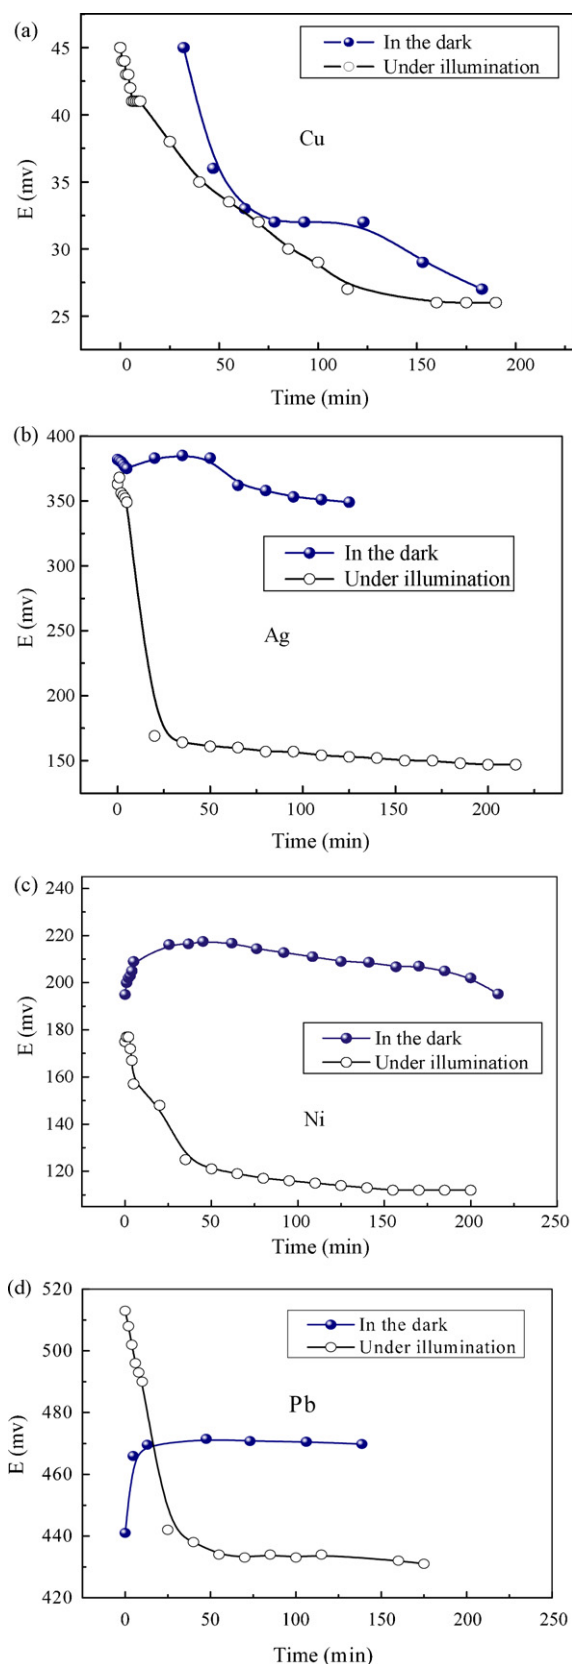 (a)
45
40
35
30
25
E (mv)
In the dark
Under illumination
Cu
0 50 100 150 200
Time (min)
(b)
400
350
300
250
200
150
E (mv)
In the dark
Under illumination
Ag
0 50 100 150 200
Time (min)
(c)
240
220
200
180
160
140
120
E (mv)
In the dark
Under illumination
Ni
0 50 100 150 200 250
Time (min)
(d)
520
500
480
460
440
420
E (mv)
In the dark
Under illumination
Pb
0 50 100 150 200 250
Time (min)